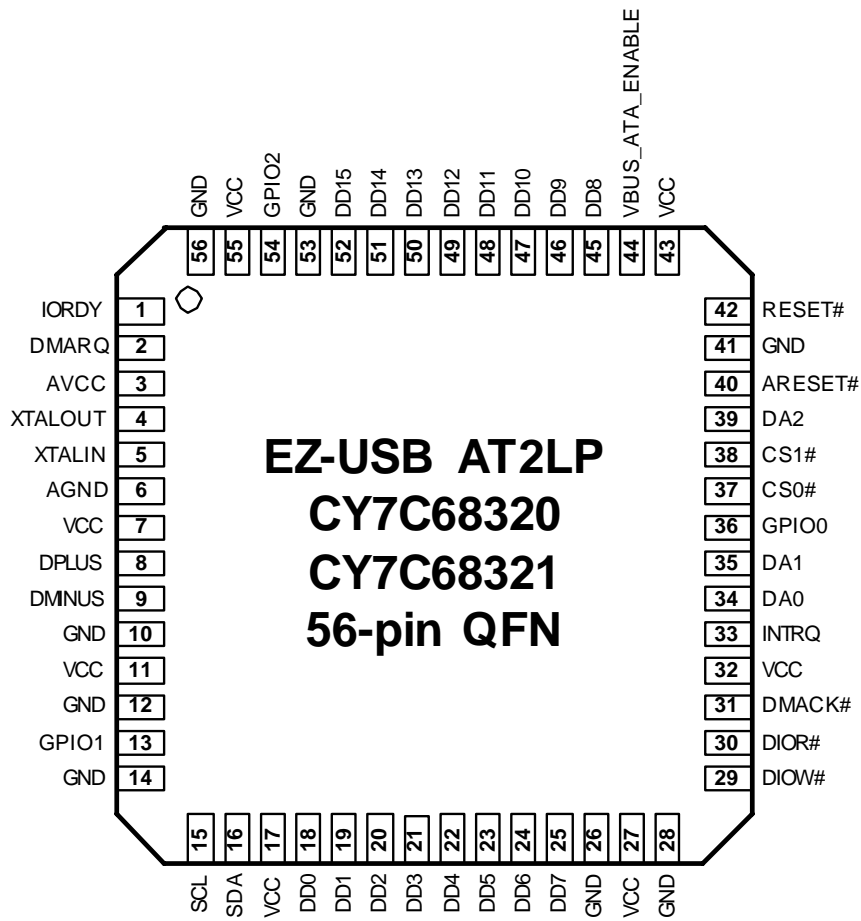 GND VCC GPIO2 GND DD15 DD14 DD13 DD12 DD11 DD10 DD9 DD8 VBUS_ATA_ENABLE VCC
56 55 54 53 52 51 50 49 48 47 46 45 44 43
IORDY 1
DMARQ 2
AVCC 3
XTALOUT 4
XTALIN 5
AGND 6
VCC 7
DPLUS 8
DMINUS 9
GND 10
VCC 11
GND 12
GPIO1 13
GND 14
EZ-USB AT2LP
CY7C68320
CY7C68321
56-pin QFN
42 RESET#
41 GND
40 ARESET#
39 DA2
38 CS1#
37 CS0#
36 GPIO0
35 DA1
34 DA0
33 INTRQ
32 VCC
31 DMACK#
30 DIOR#
29 DIOW#
15 16 17 18 19 20 21 22 23 24 25 26 27 28
SCL SDA VCC DD0 DD1 DD2 DD3 DD4 DD5 DD6 DD7 GND VCC GND